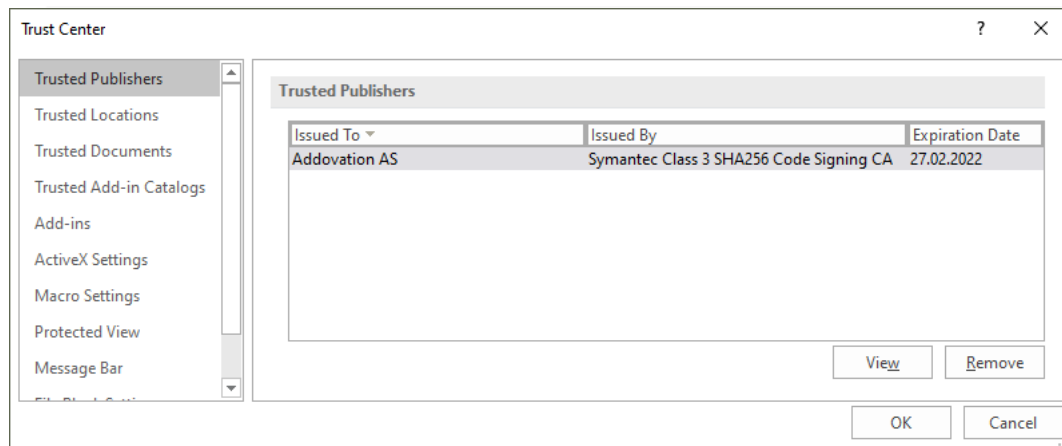 Trust Center
?
Trusted Publishers
Trusted Locations
Trusted Documents
Trusted Add-in Catalogs
Add-ins
ActiveX Settings
Macro Settings
Protected View
Message Bar
Trusted Publishers
Issued To Issued By Expiration Date
Addovation AS Symantec Class 3 SHA256 Code Signing CA 27.02.2022
View Remove
OK Cancel